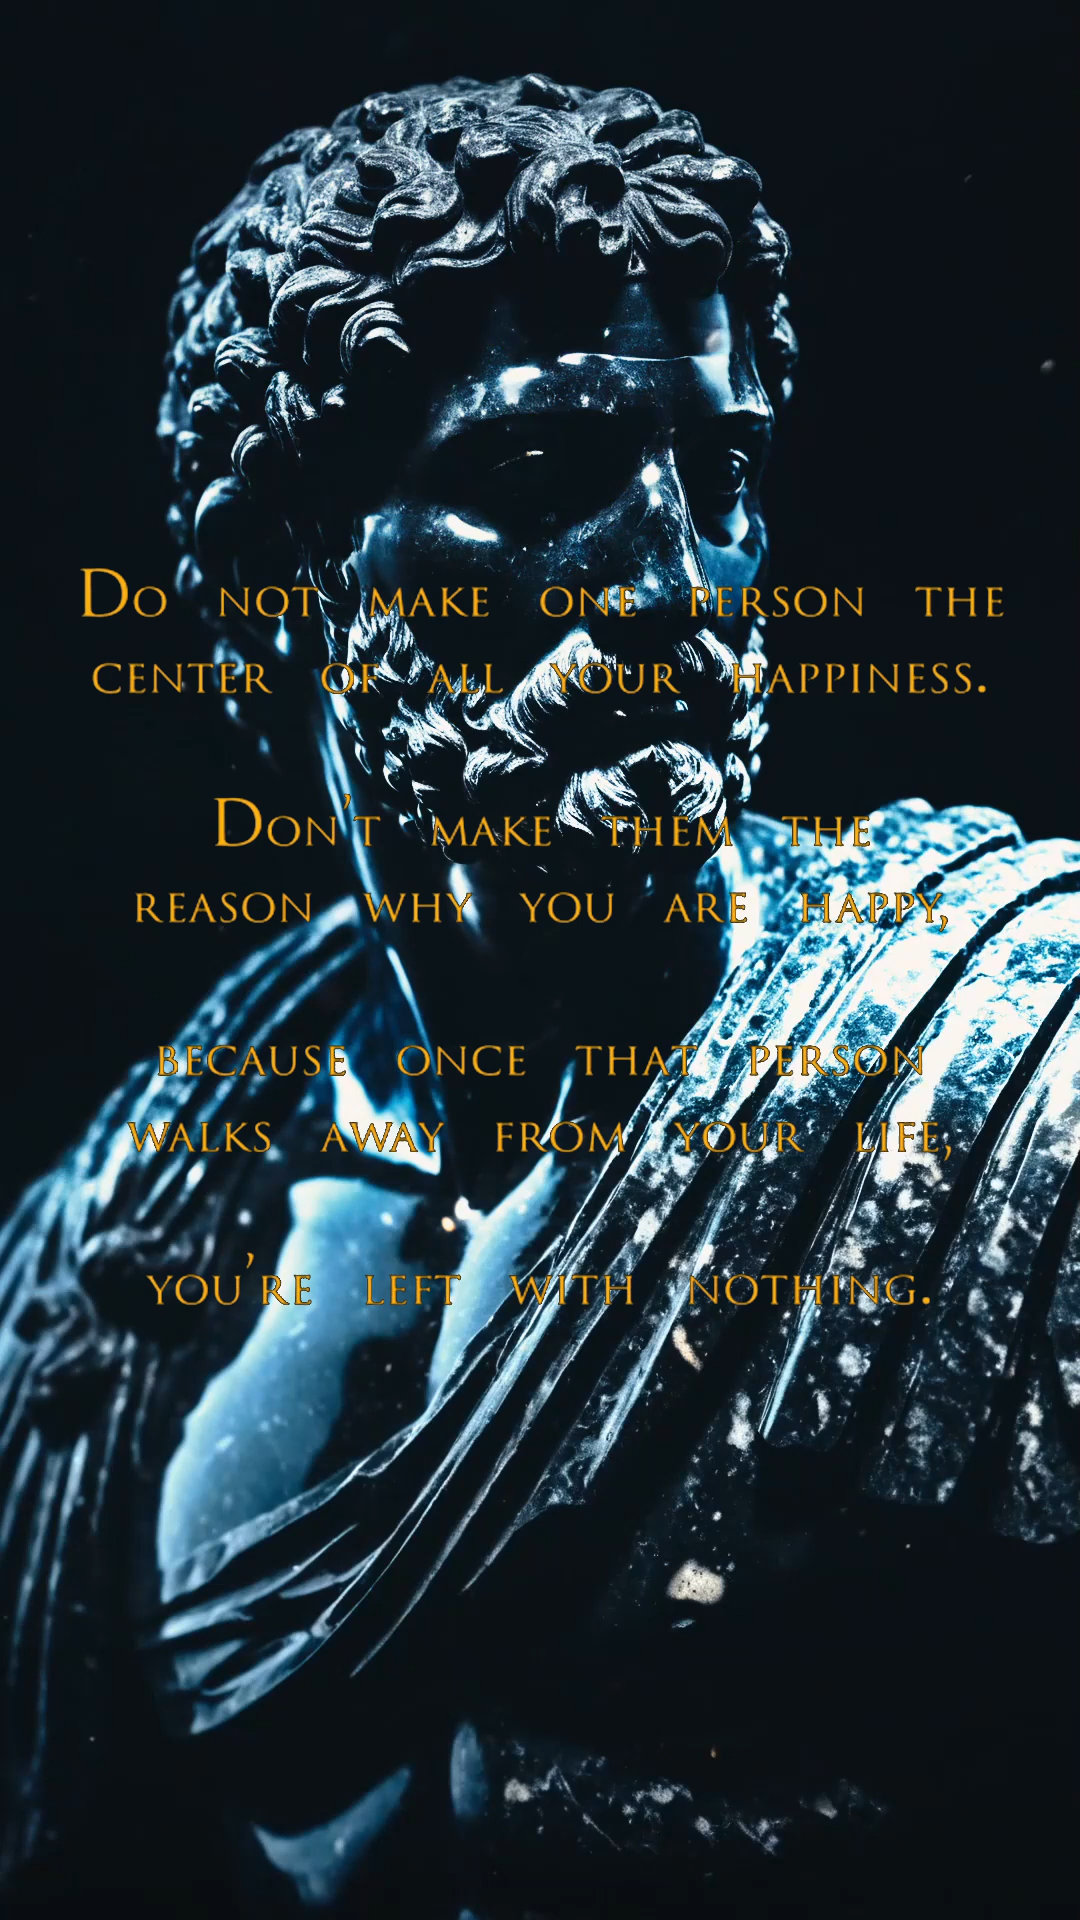 Do not make one person the
center of all your happiness.
Don't make them the
reason why you are happy,
because once that person
walks away from your life,
you're left with nothing.